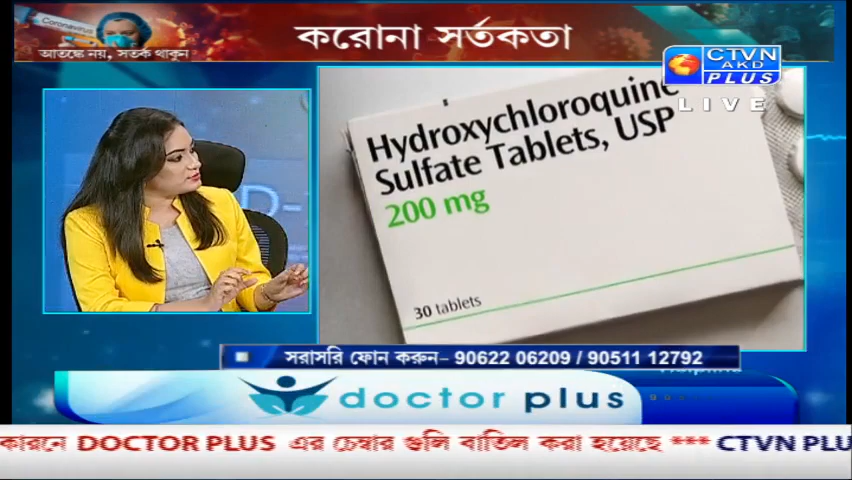 Coronavirus
আতঙ্কে নয়, সতর্ক থাকুন
করোনা সর্তকতা
CTVN
AKD
PLUS
LIVE
Hydroxychloroquine
Sulfate Tablets, USP
200 mg
30 tablets
সরাসরি ফোন করুন– 90622 06209 / 90511 12792
doctor plus
কারনে DOCTOR PLUS এর চেম্বার গুলি বাতিল করা হয়েছে *** CTVN PLU